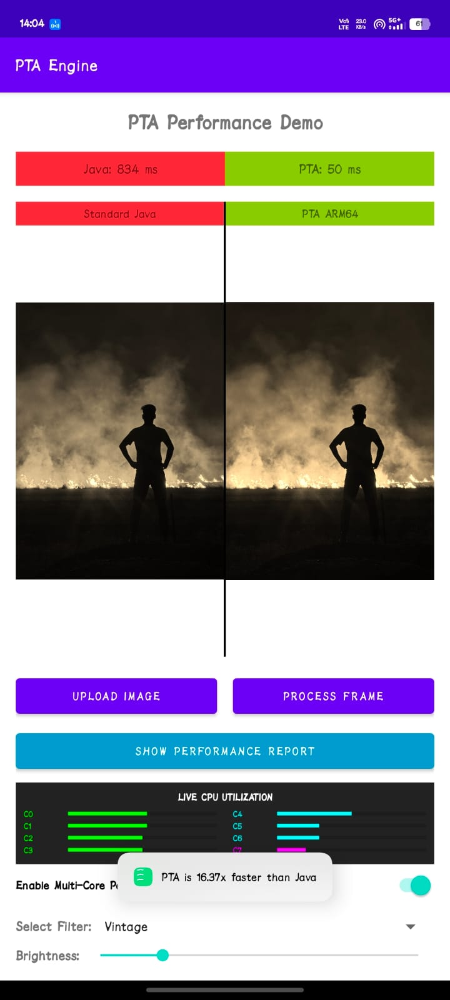 14:04
Vo) LTE 23.0 KB/s 5G+ 61
PTA Engine
PTA Performance Demo
Java: 834 ms
PTA: 50 ms
Standard Java
PTA ARM64
UPLOAD IMAGE
PROCESS FRAME
SHOW PERFORMANCE REPORT
LIVE CPU UTILIZATION
C0
C4
C1
C5
C2
C6
C3
C7
Enable Multi-Core
PTA is 16.37x faster than Java
Select Filter: Vintage
Brightness: